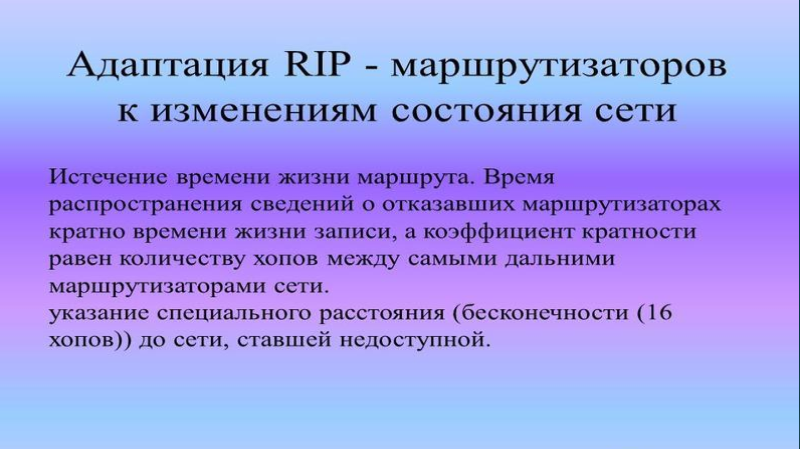 Адаптация RIP - маршрутизаторов
к изменениям состояния сети
Истечение времени жизни маршрута. Время
распространения сведений о отказавших маршрутизаторах
кратно времени жизни записи, а коэффициент кратности
равен количеству хопов между самыми дальними
маршрутизаторами сети.
указание специального расстояния (бесконечности (16
хопов)) до сети, ставшей недоступной.